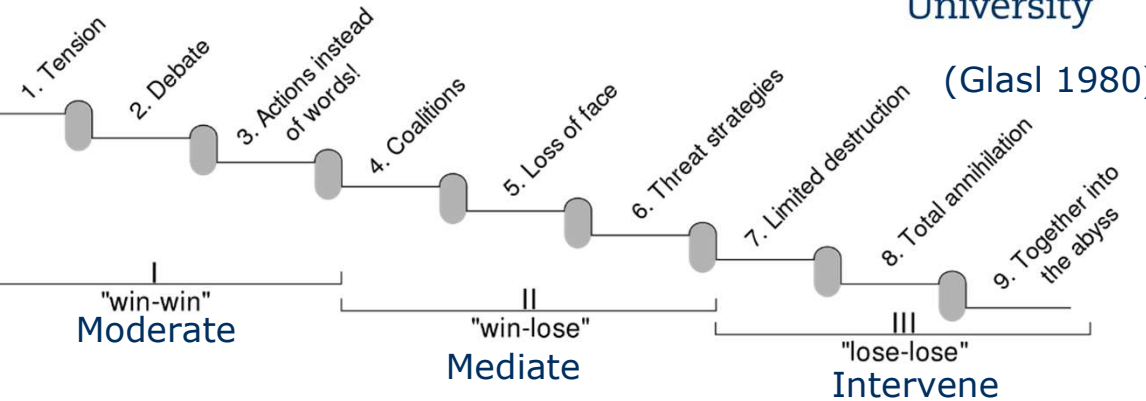 University
(Glasl 1980)
1. Tension
2. Debate
3. Actions instead
of words!
4. Coalitions
5. Loss of face
6. Threat strategies
7. Limited destruction
8. Total annihilation
9. Together into
the abyss
I
"win-win"
Moderate
II
"win-lose"
Mediate
III
"lose-lose"
Intervene